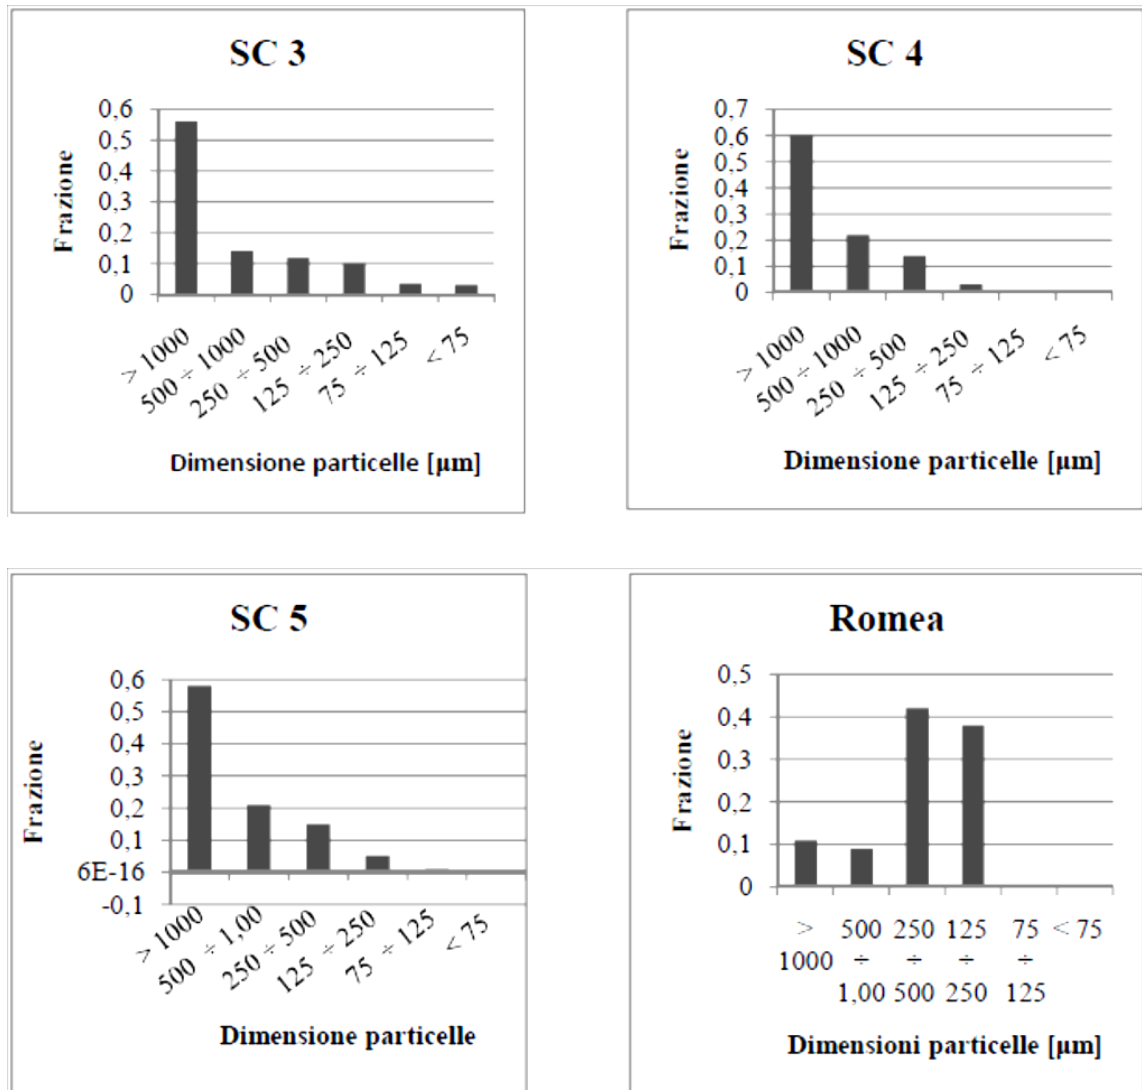 SC 3
0,6
0,5
0,4
0,3
0,2
0,1
0
Frazione
> 1000
500 ÷ 1000
250 ÷ 500
125 ÷ 250
75 ÷ 125
< 75
Dimensione particelle [μm]
SC 4
0,7
0,6
0,5
0,4
0,3
0,2
0,1
0
Frazione
> 1000
500 ÷ 1000
250 ÷ 500
125 ÷ 250
75 ÷ 125
< 75
Dimensione particelle [μm]
SC 5
0,6
0,5
0,4
0,3
0,2
0,1
6E-16
-0,1
Frazione
> 1000
500 ÷ 1,00
250 ÷ 500
125 ÷ 250
75 ÷ 125
< 75
Dimensione particelle
Romea
0,5
0,4
0,3
0,2
0,1
0
Frazione
> 500 250 125 75 < 75
1000 ÷ ÷ ÷ ÷
1,00 500 250 125
Dimensioni particelle [μm]